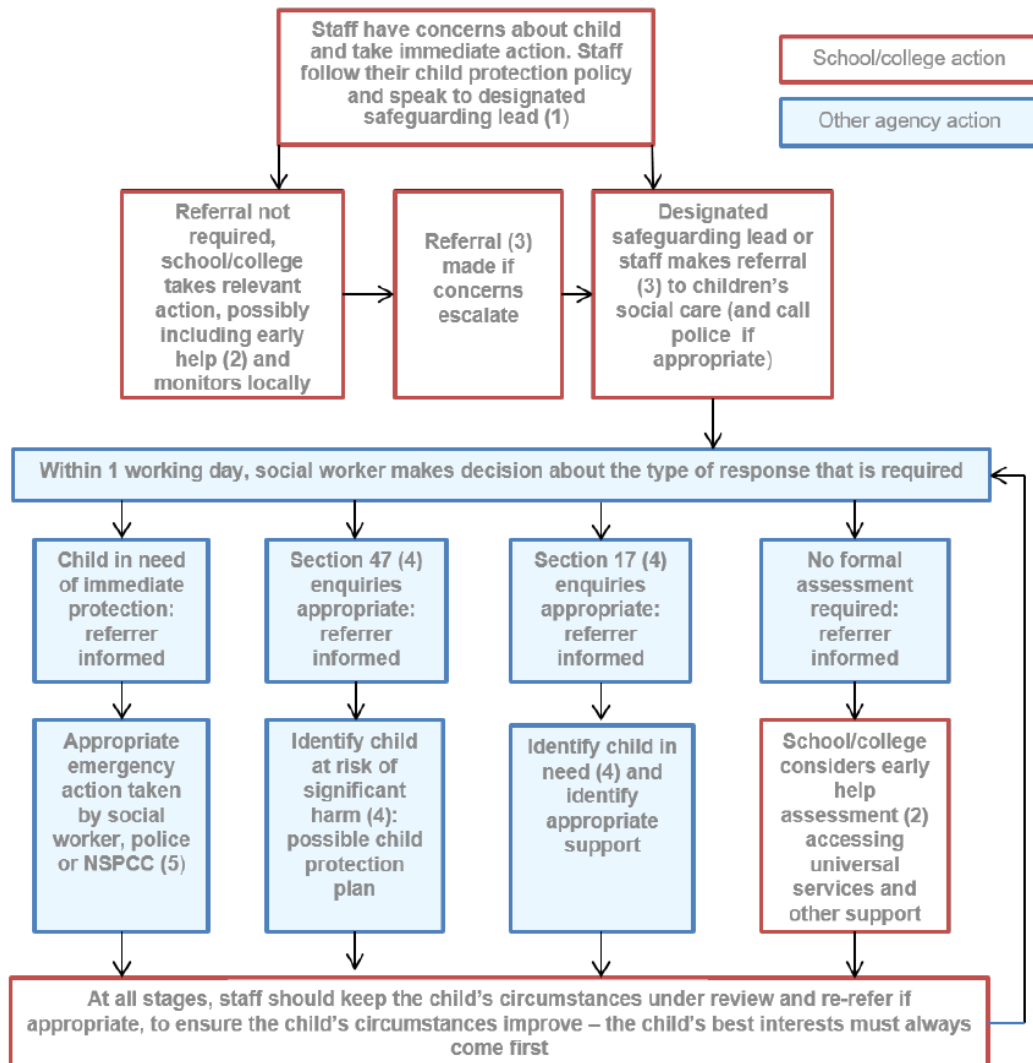 Staff have concerns about child
and take immediate action. Staff
follow their child protection policy
and speak to designated
safeguarding lead (1)
School/college action
Other agency action
Referral not
required,
school/college
takes relevant
action, possibly
including early
help (2) and
monitors locally
Referral (3)
made if
concerns
escalate
Designated
safeguarding lead or
staff makes referral
(3) to children’s
social care (and call
police if
appropriate)
Within 1 working day, social worker makes decision about the type of response that is required
Child in need
of immediate
protection:
referrer
informed
Section 47 (4)
enquiries
appropriate:
referrer
informed
Section 17 (4)
enquiries
appropriate:
referrer
informed
No formal
assessment
required:
referrer
informed
Appropriate
emergency
action taken
by social
worker, police
or NSPCC (5)
Identify child
at risk of
significant
harm (4):
possible child
protection
plan
Identify child in
need (4) and
identify
appropriate
support
School/college
considers early
help
assessment (2)
accessing
universal
services and
other support
At all stages, staff should keep the child’s circumstances under review and re-refer if
appropriate, to ensure the child’s circumstances improve – the child’s best interests must always
come first